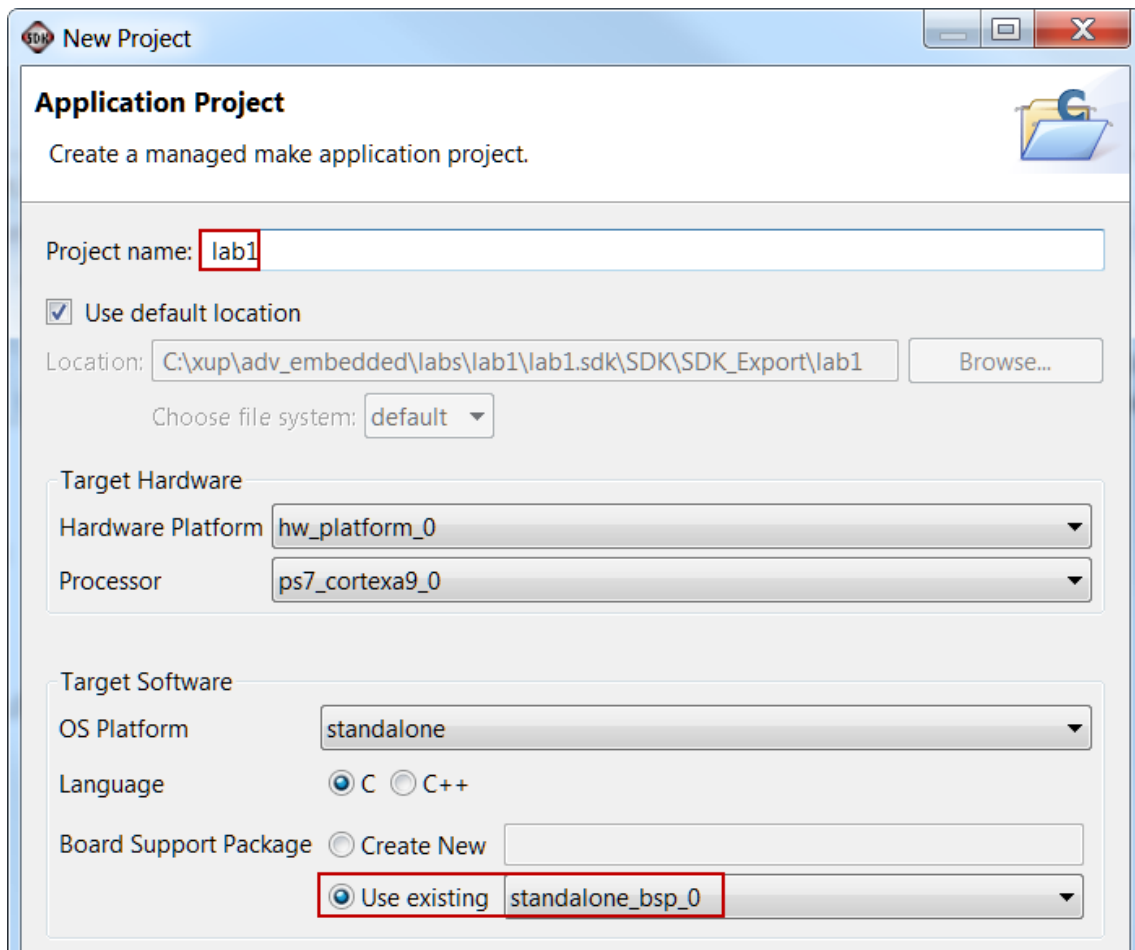 SDK New Project
Application Project
Create a managed make application project.
C
Project name: lab1
Use default location
Location: C:\xup\adv_embedded\labs\lab1\lab1.sdk\SDK\SDK_Export\lab1 Browse...
Choose file system: default
Target Hardware
Hardware Platform hw_platform_0
Processor ps7_cortexa9_0
Target Software
OS Platform standalone
Language C C++
Board Support Package Create New
Use existing standalone_bsp_0